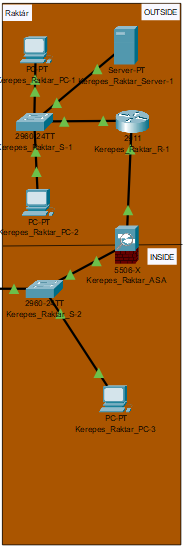 Raktár
OUTSIDE
PC-PT
Kerepes_Raktar_PC-1
Server-PT
Kerepes_Raktar_Server-1
2960-24TT
Kerepes_Raktar_S-1
2811
Kerepes_Raktar_R-1
PC-PT
Kerepes_Raktar_PC-2
INSIDE
5506-X
Kerepes_Raktar_ASA
2960-24TT
Kerepes_Raktar_S-2
PC-PT
Kerepes_Raktar_PC-3